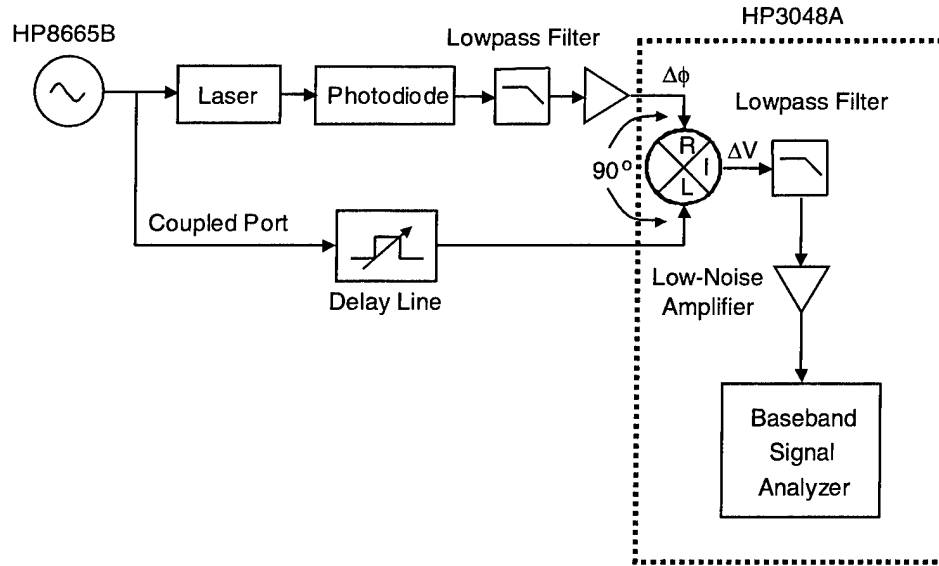 HP3048A
HP8665B
Lowpass Filter
Δϕ
Laser
Photodiode
Lowpass Filter
R
ΔV
I
90°
L
Coupled Port
Delay Line
Low-Noise
Amplifier
Baseband
Signal
Analyzer